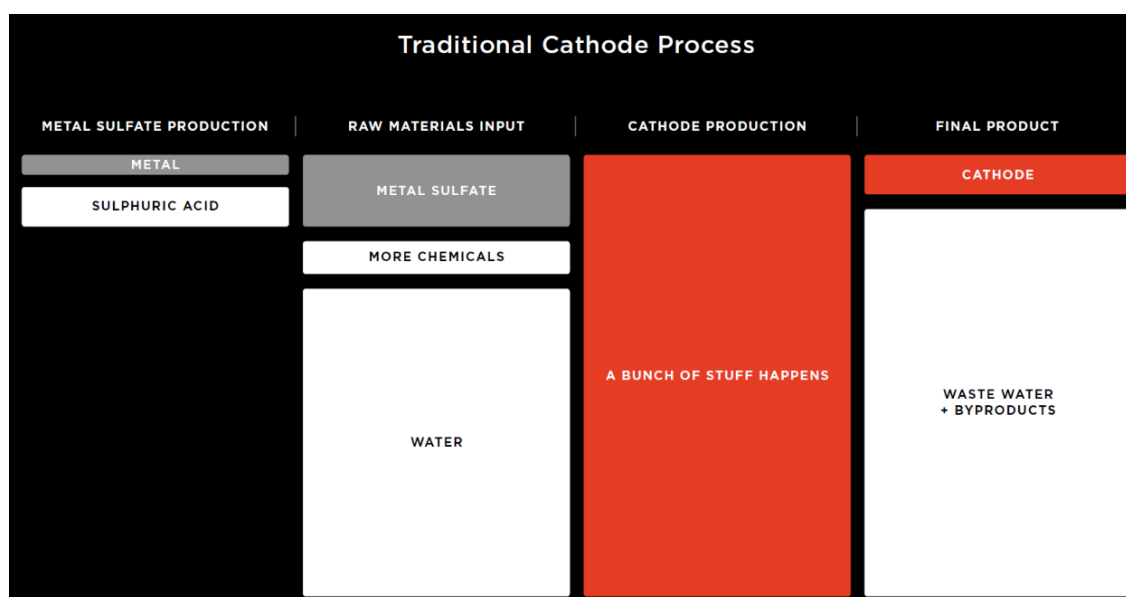 Traditional Cathode Process
METAL SULFATE PRODUCTION
RAW MATERIALS INPUT
CATHODE PRODUCTION
FINAL PRODUCT
METAL
SULPHURIC ACID
METAL SULFATE
MORE CHEMICALS
WATER
A BUNCH OF STUFF HAPPENS
CATHODE
WASTE WATER
+ BYPRODUCTS